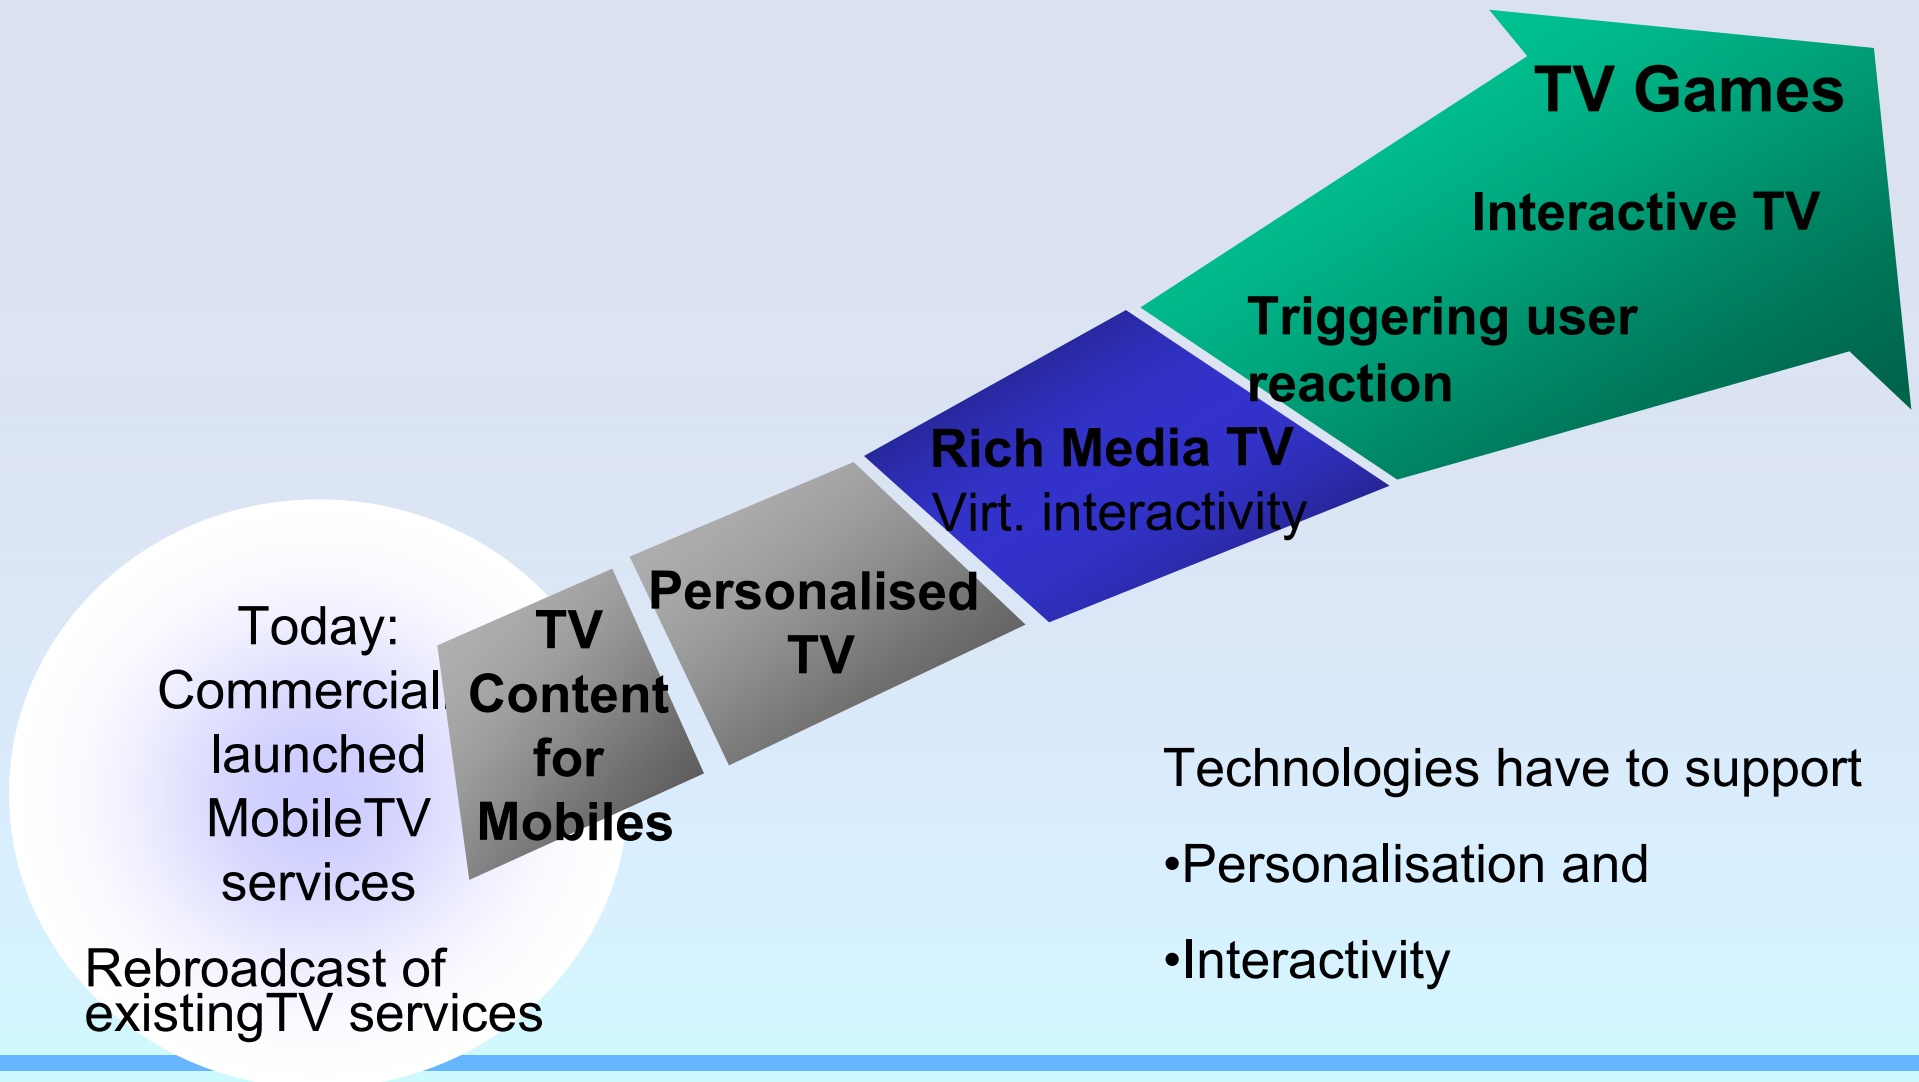 TV Games
Interactive TV
Triggering user
reaction
Rich Media TV
Virt. interactivity
Personalised
TV
TV
Content
for
Mobiles
Today:
Commercial
launched
MobileTV
services
Rebroadcast of
existingTV services
Technologies have to support
•Personalisation and
•Interactivity